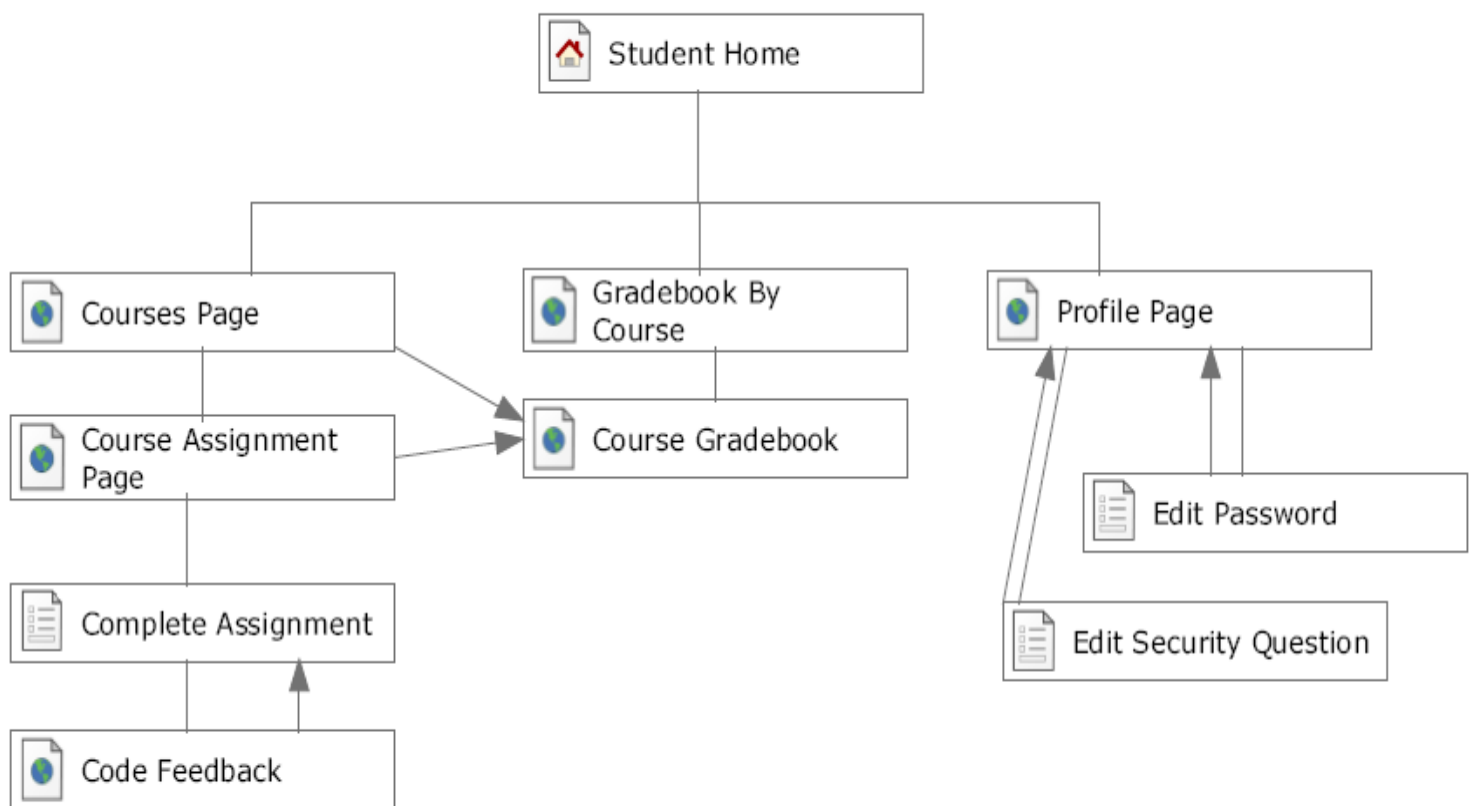 Student Home
Courses Page
Gradebook By
Course
Profile Page
Course Assignment
Page
Course Gradebook
Edit Password
Complete Assignment
Edit Security Question
Code Feedback